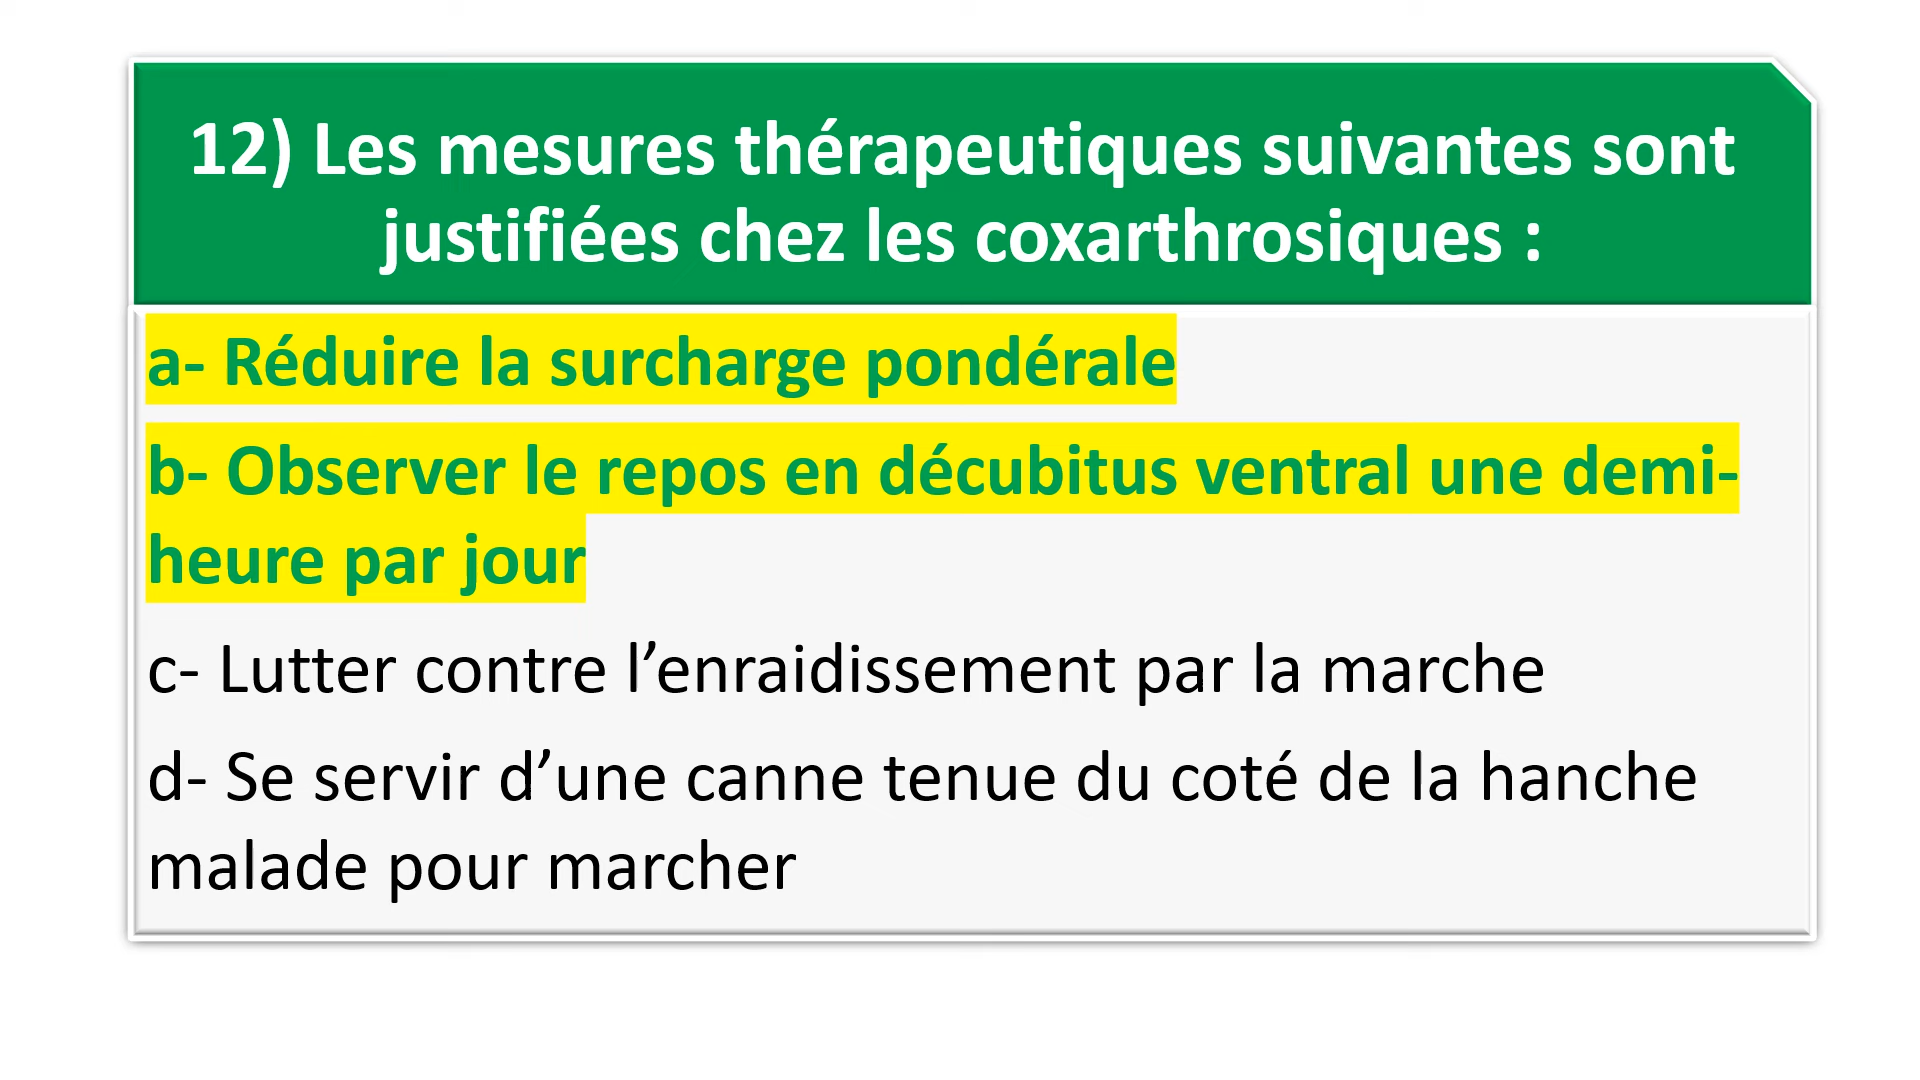 12) Les mesures thérapeutiques suivantes sont
justifiées chez les coxarthrosiques :
a- Réduire la surcharge pondérale
b- Observer le repos en décubitus ventral une demi-
heure par jour
c- Lutter contre l’enraidissement par la marche
d- Se servir d’une canne tenue du coté de la hanche
malade pour marcher